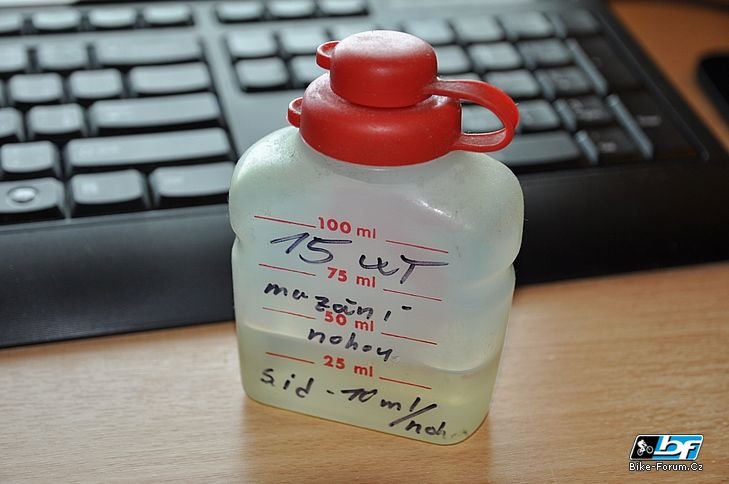 100 ml
15 WT
75 ml
mazání
50 ml
nohou
25 ml
sid - 10 ml/noh
bf
Bike-Forum.Cz